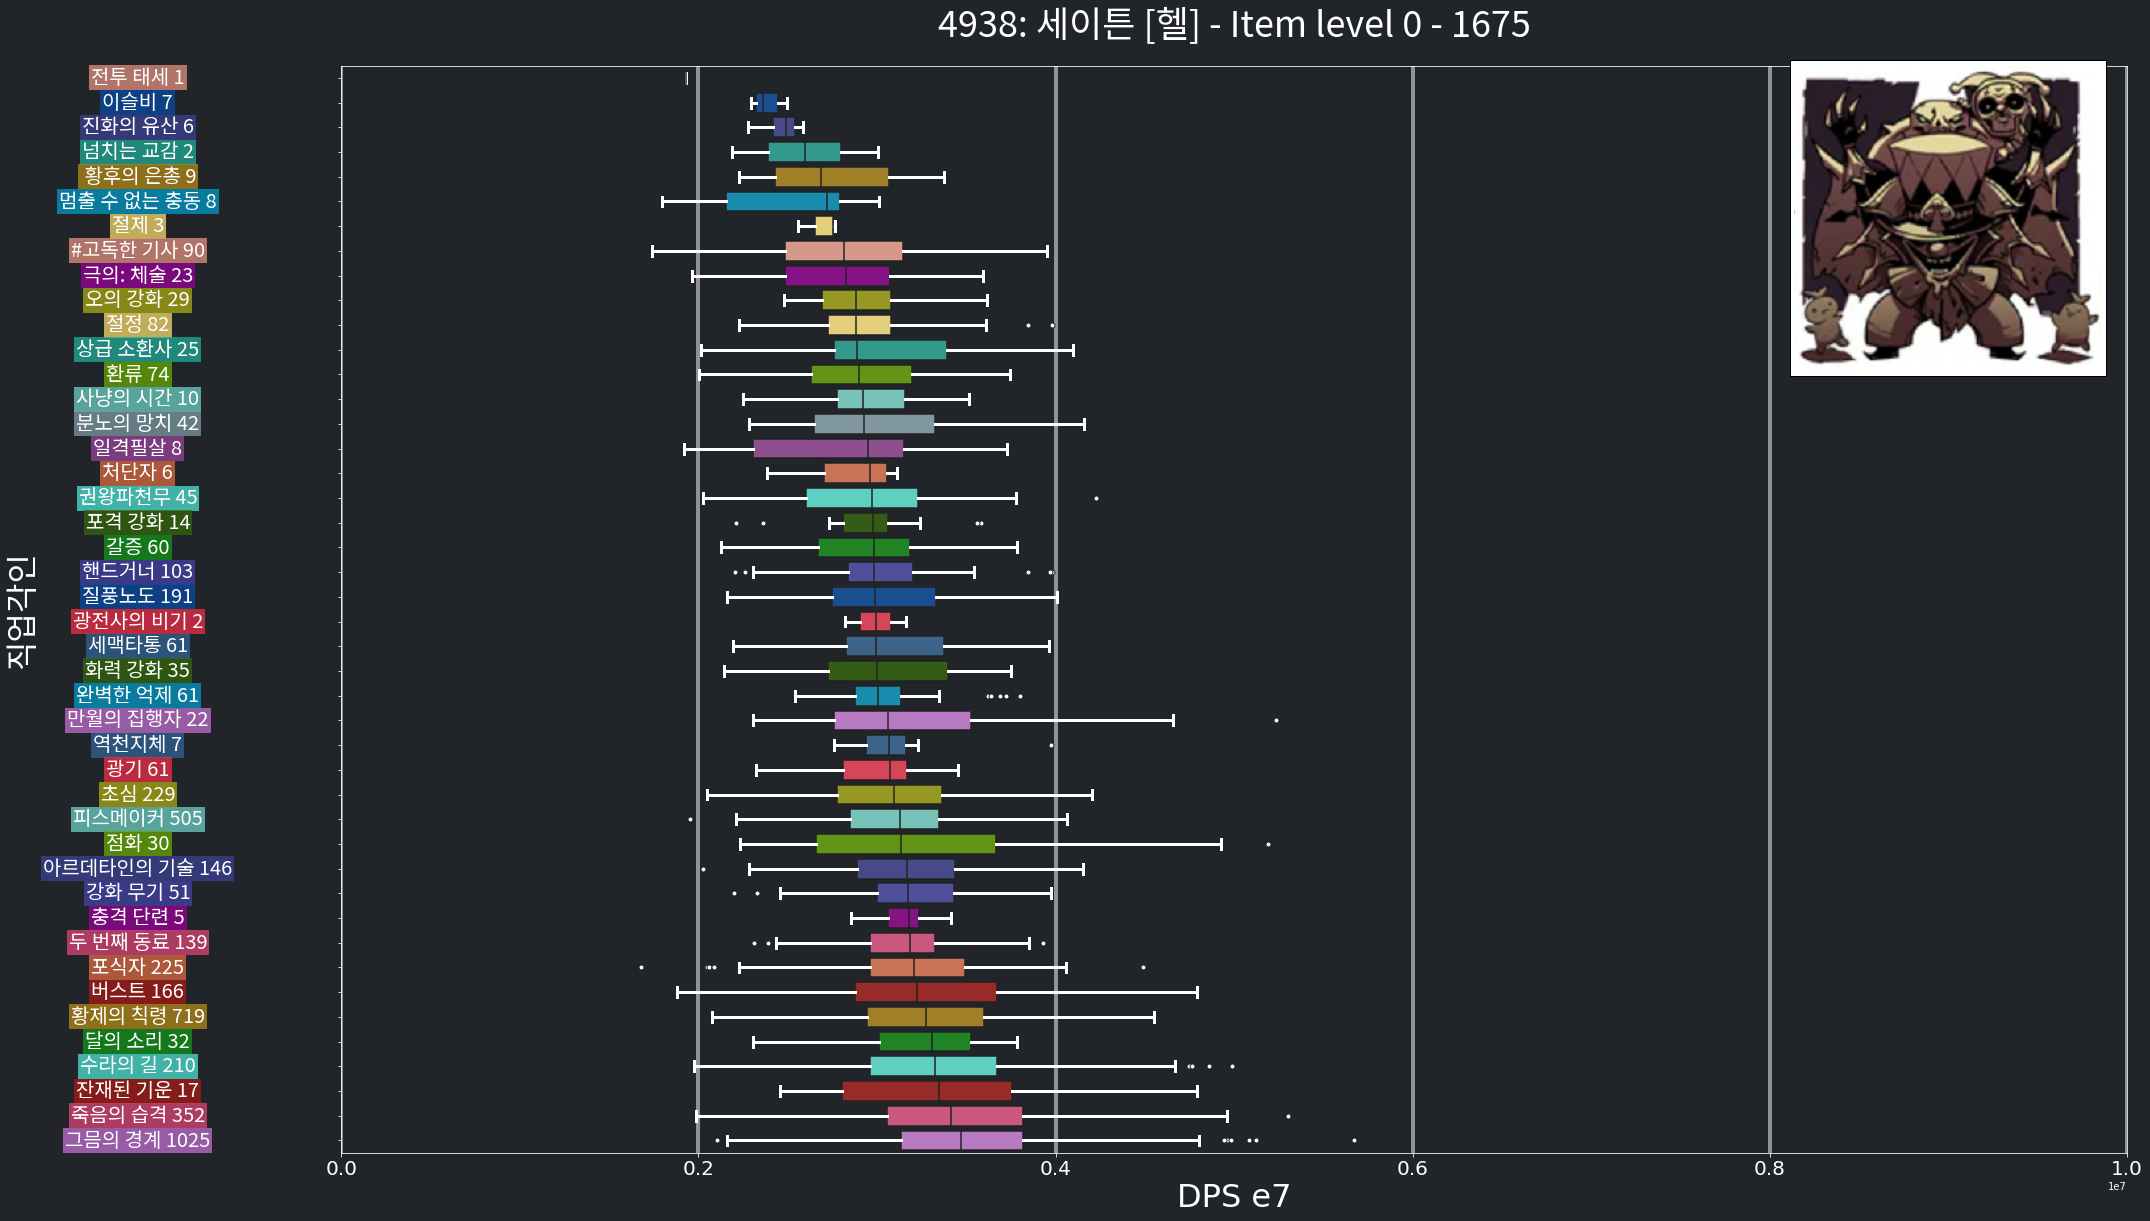 4938: 세이튼 [헬] - Item level 0 - 1675
직업각인
전투 태세 1
이슬비 7
진화의 유산 6
넘치는 교감 2
황후의 은총 9
멈출 수 없는 충동 8
절제 3
#고독한 기사 90
극의: 체술 23
오의 강화 29
절정 82
상급 소환사 25
환류 74
사냥의 시간 10
분노의 망치 42
일격필살 8
처단자 6
권왕파천무 45
포격 강화 14
갈증 60
핸드거너 103
질풍노도 191
광전사의 비기 2
세맥타통 61
화력 강화 35
완벽한 억제 61
만월의 집행자 22
역천지체 7
광기 61
초심 229
피스메이커 505
점화 30
아르데타인의 기술 146
강화 무기 51
충격 단련 5
두 번째 동료 139
포식자 225
버스트 166
황제의 칙령 719
달의 소리 32
수라의 길 210
잔재된 기운 17
죽음의 습격 352
그믐의 경계 1025
0.0 0.2 0.4 0.6 0.8 1.0
1e7
DPS e7